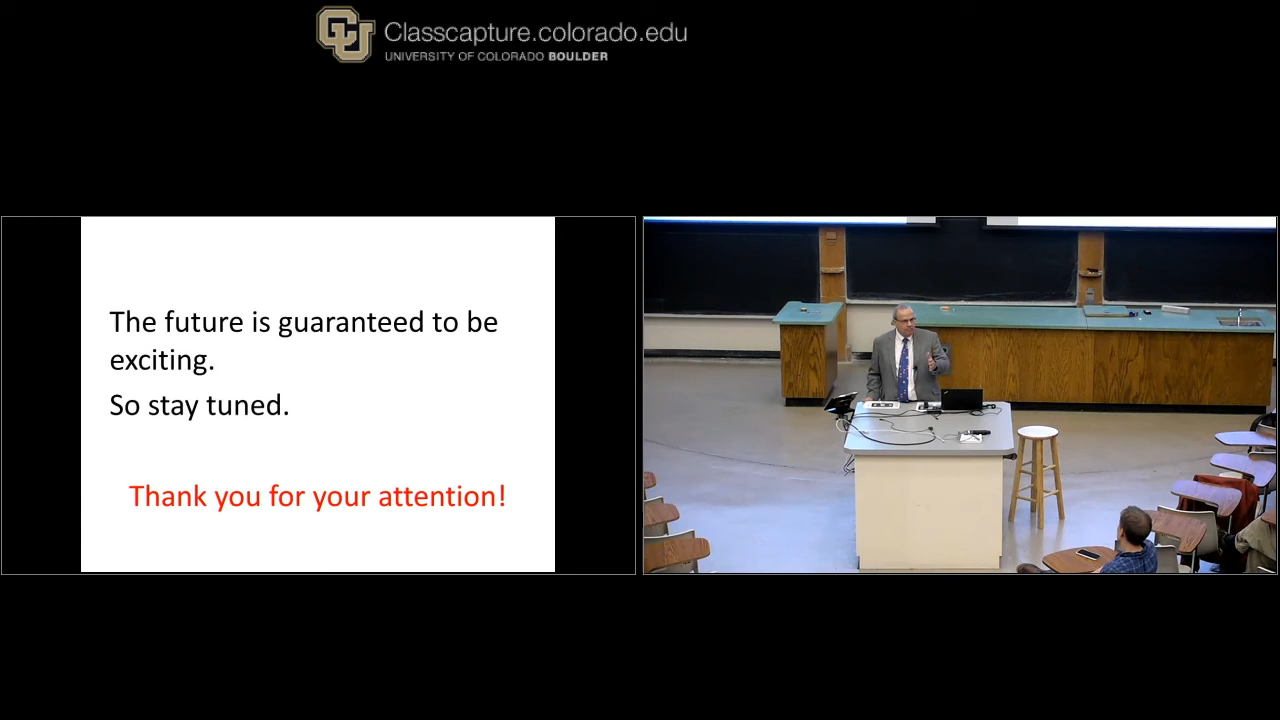 Classcapture.colorado.edu
UNIVERSITY OF COLORADO BOULDER
The future is guaranteed to be
exciting.
So stay tuned.
Thank you for your attention!